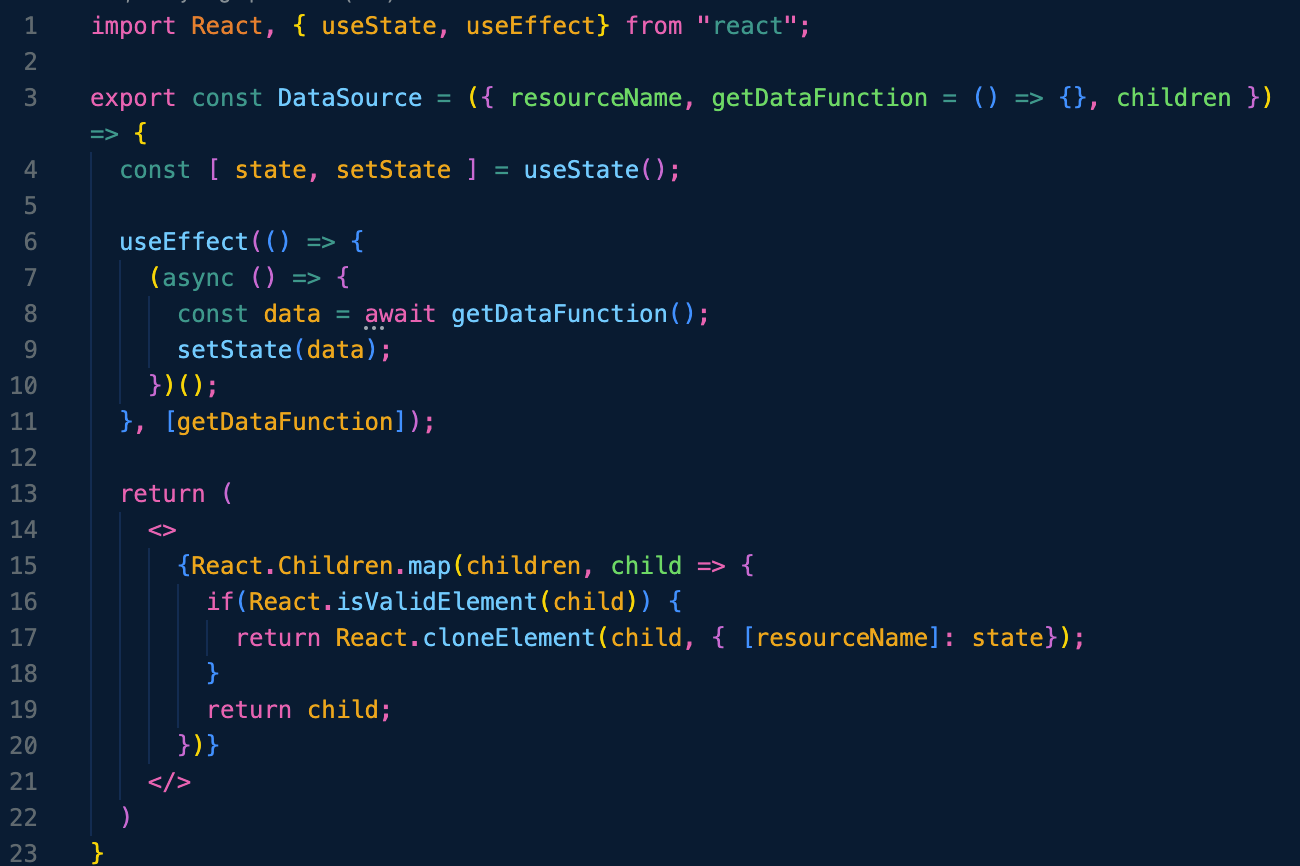 1 import React, { useState, useEffect} from "react";
2
3 export const DataSource = ({ resourceName, getDataFunction = () => {}, children })
=> {
4 const [ state, setState ] = useState();
5
6 useEffect(() => {
7 (async () => {
8 const data = await getDataFunction();
9 setState(data);
10 })();
11 }, [getDataFunction]);
12
13 return (
14 <>
15 {React.Children.map(children, child => {
16 if(React.isValidElement(child)) {
17 return React.cloneElement(child, { [resourceName]: state});
18 }
19 return child;
20 })}
21 </>
22 )
23 }